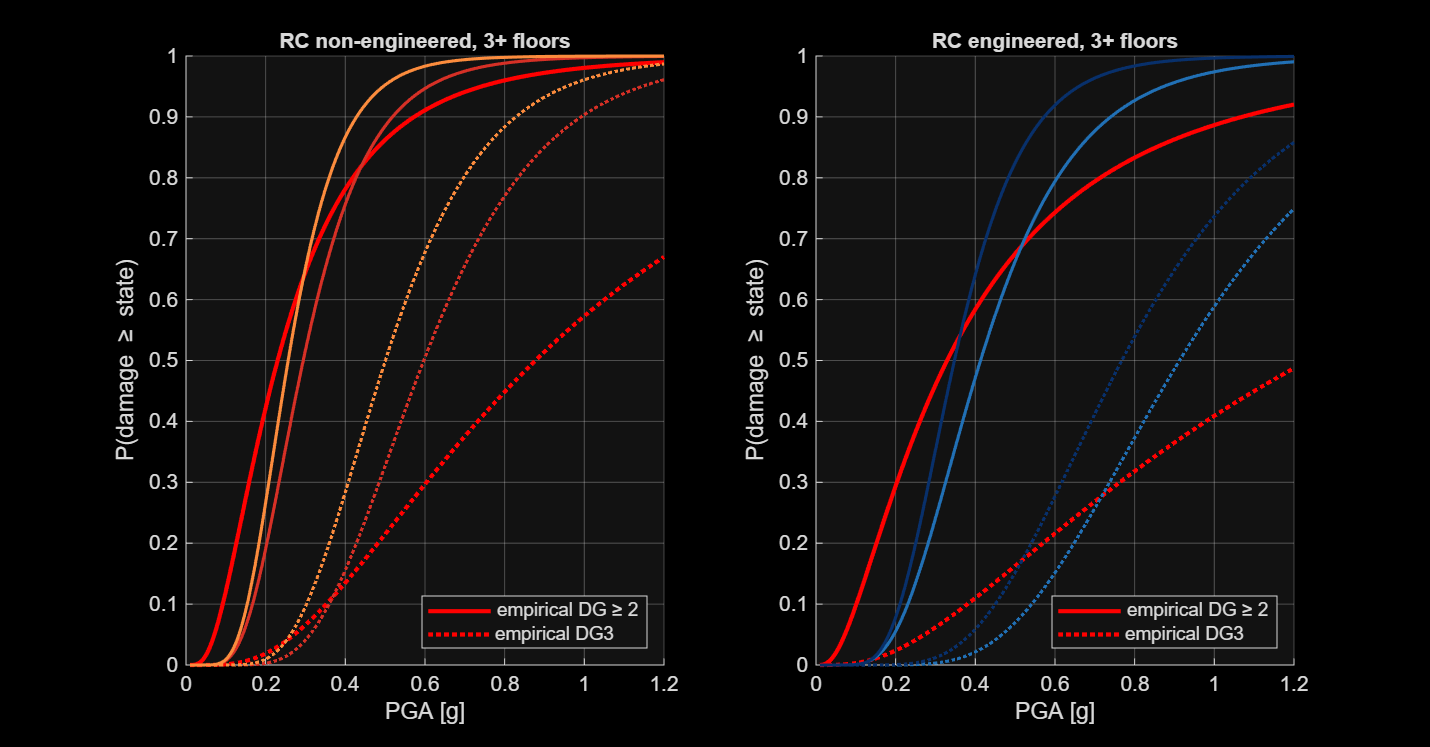 RC non-engineered, 3+ floors
1
0.9
0.8
0.7
0.6
0.5
0.4
0.3
0.2
0.1
0
P(damage ≥ state)
0 0.2 0.4 0.6 0.8 1 1.2
PGA [g]
empirical DG ≥ 2
empirical DG3
RC engineered, 3+ floors
1
0.9
0.8
0.7
0.6
0.5
0.4
0.3
0.2
0.1
0
P(damage ≥ state)
0 0.2 0.4 0.6 0.8 1 1.2
PGA [g]
empirical DG ≥ 2
empirical DG3